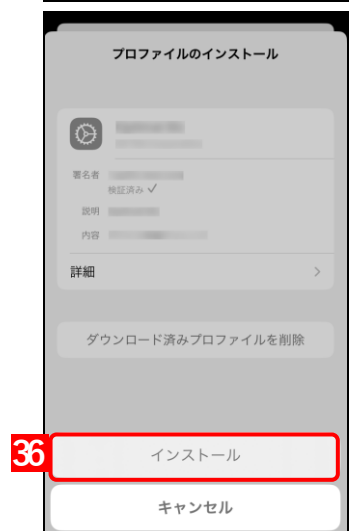 プロファイルのインストール
署名者
検証済み ✓
説明
内容
詳細 >
ダウンロード済みプロファイルを削除
36
インストール
キャンセル